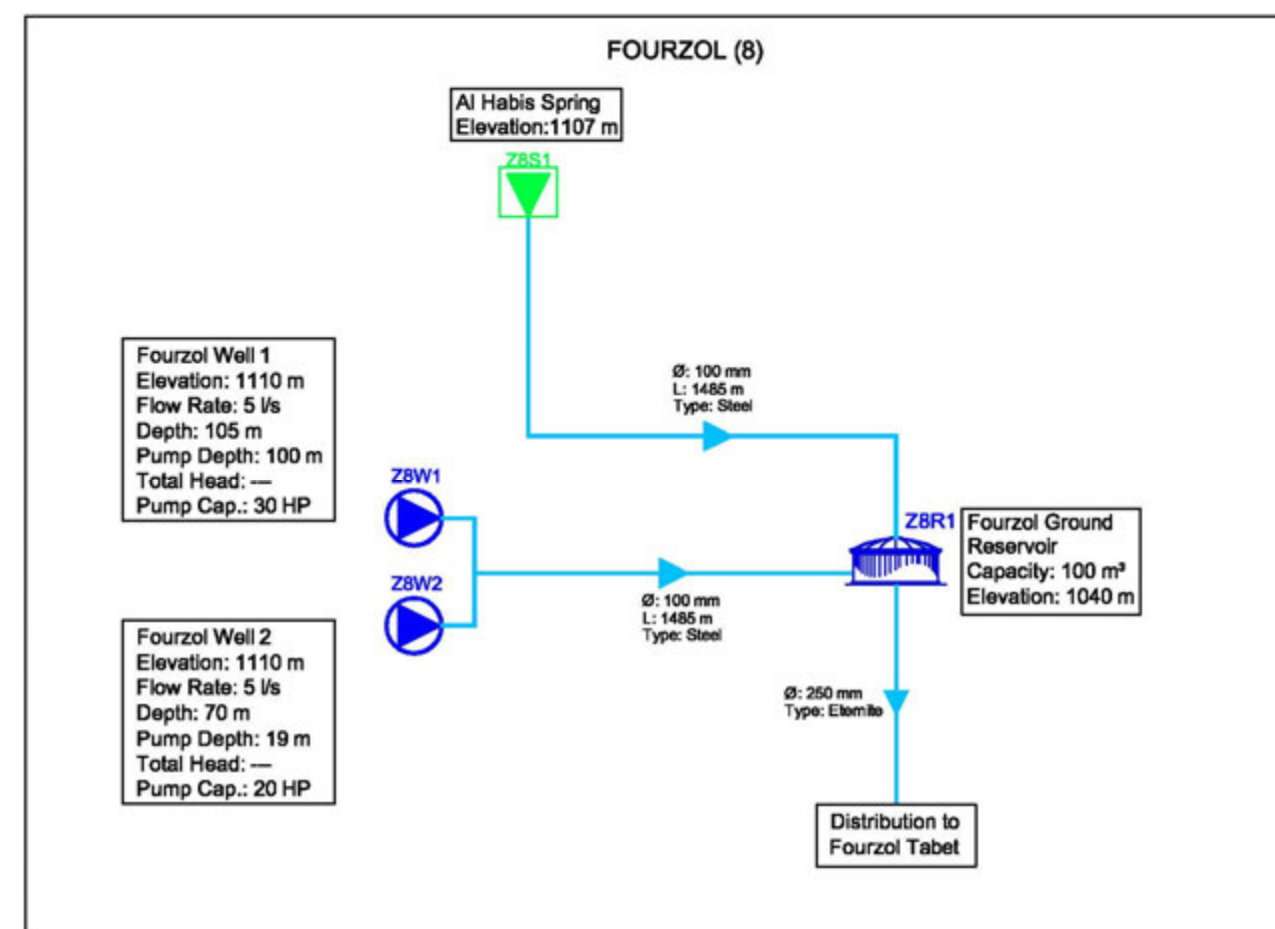 FOURZOL (8)
Al Habis Spring
Elevation:1107 m
Z8S1
Fourzol Well 1
Elevation: 1110 m
Flow Rate: 5 l/s
Depth: 105 m
Pump Depth: 100 m
Total Head: ---
Pump Cap.: 30 HP
Ø: 100 mm
L: 1485 m
Type: Steel
Z8W1
Z8R1
Fourzol Ground
Reservoir
Capacity: 100 m³
Elevation: 1040 m
Z8W2
Ø: 100 mm
L: 1485 m
Type: Steel
Fourzol Well 2
Elevation: 1110 m
Flow Rate: 5 l/s
Depth: 70 m
Pump Depth: 19 m
Total Head: ---
Pump Cap.: 20 HP
Ø: 250 mm
Type: Eternite
Distribution to
Fourzol Tabet